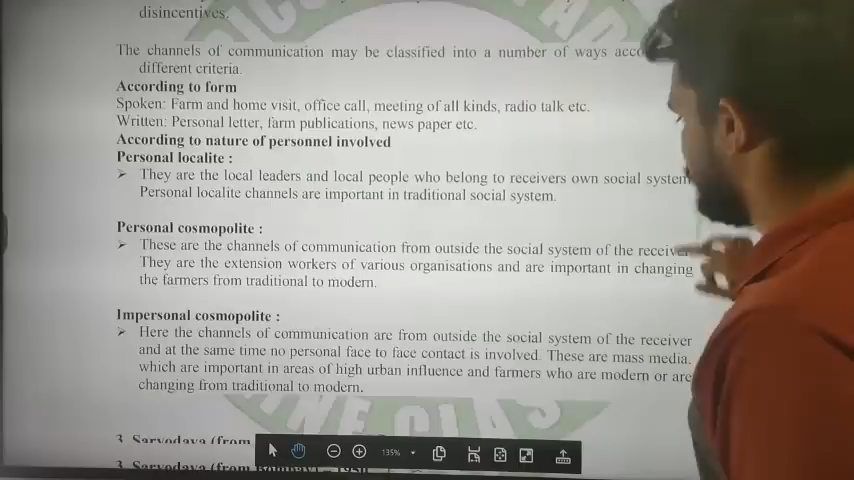 disincentives.
The channels of communication may be classified into a number of ways
different criteria.
According to form
Spoken: Farm and home visit, office call, meeting of all kinds, radio talk etc.
Written: Personal letter, farm publications, news paper etc.
According to nature of personnel involved
Personal localite :
➤ They are the local leaders and local people who belong to receivers own social system
Personal localite channels are important in traditional social system.
Personal cosmopolite :
➤ These are the channels of communication from outside the social system of the receiver
They are the extension workers of various organisations and are important in changing
the farmers from traditional to modern.
Impersonal cosmopolite :
➤ Here the channels of communication are from outside the social system of the receiver
and at the same time no personal face to face contact is involved. These are mass media.
which are important in areas of high urban influence and farmers who are modern or are
changing from traditional to modern.
3 Sarvodaya (from
135%
3 Sarvodaya (from